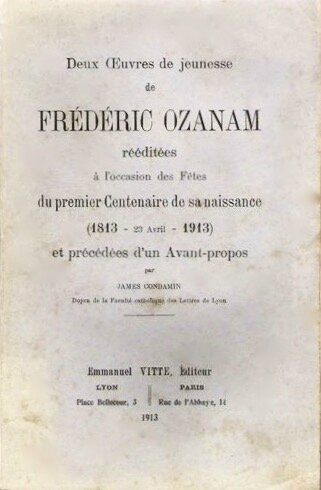 Deux Œuvres de jeunesse
de
FRÉDÉRIC OZANAM
rééditées
à l'occasion des Fêtes
du premier Centenaire de sa naissance
(1813 - 23 Avril - 1913)
et précédées d'un Avant-propos
par
JAMES CONDAMIN
Doyen de la Faculté catholique des Lettres de Lyon
Emmanuel VITTE, Éditeur
LYON PARIS
Place Bellecour, 3 Rue de l'Abbaye, 14
1913